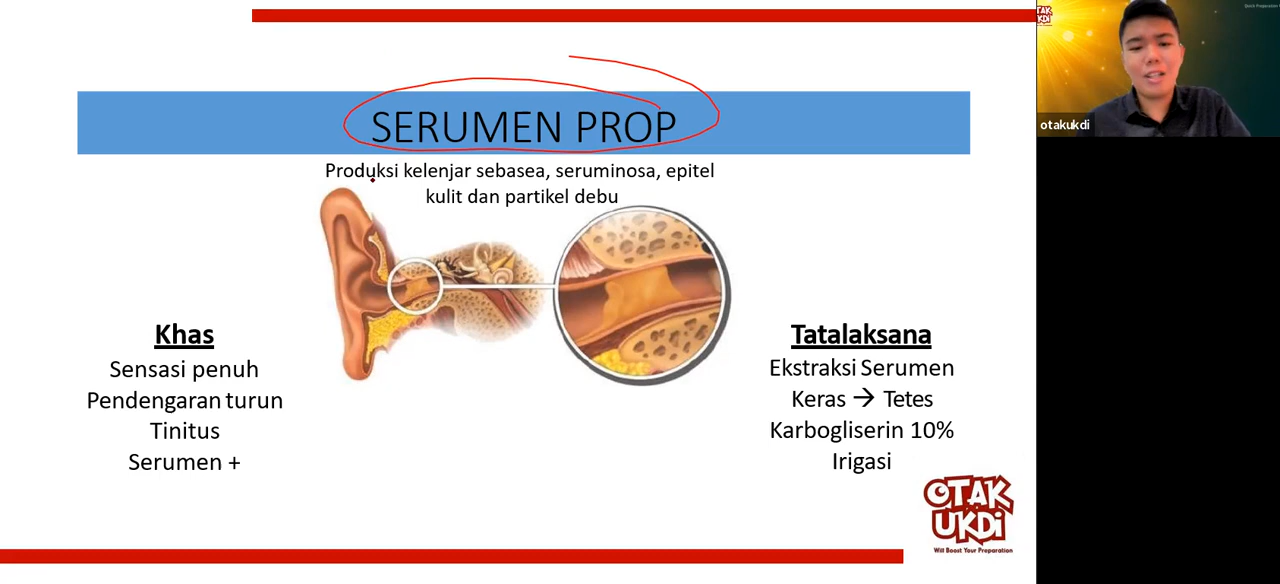 SERUMEN PROP
Produksi kelenjar sebasea, seruminosa, epitel
kulit dan partikel debu
Khas
Sensasi penuh
Pendengaran turun
Tinitus
Serumen +
Tatalaksana
Ekstraksi Serumen
Keras → Tetes
Karbogliserin 10%
Irigasi
OTAK
UKDi
Will Boost Your Preparation
otakukdi